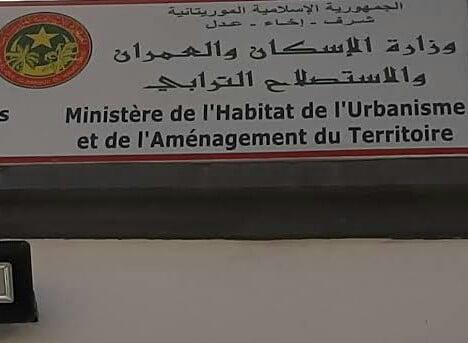 الجمهورية الإسلامية الموريتانية
شرف - إخاء - عدل
وزارة الإسكان والعمران
والاستصلاح الترابي
s Ministère de l'Habitat de l'Urbanisme
et de l'Aménagement du Territoire